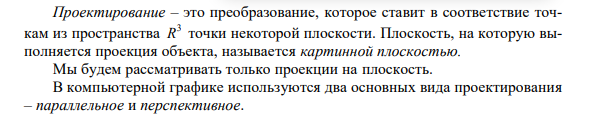 Проектирование – это преобразование, которое ставит в соответствие точ-
кам из пространства R³ точки некоторой плоскости. Плоскость, на которую вы-
полняется проекция объекта, называется картинной плоскостью.
Мы будем рассматривать только проекции на плоскость.
В компьютерной графике используются два основных вида проектирования
– параллельное и перспективное.